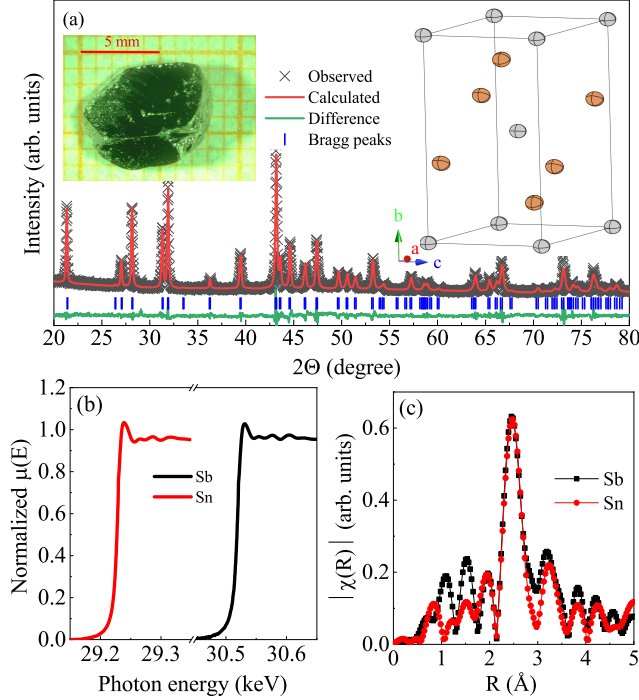 (a)
5 mm
Observed
Calculated
Difference
Bragg peaks
b
a
c
Intensity (arb. units)
20 25 30 35 40 45 50 55 60 65 70 75 80
2Θ (degree)
(b)
1.0
0.8
0.6
0.4
0.2
0.0
Sb
Sn
Normalized μ(E)
29.2 29.3 30.5 30.6
Photon energy (keV)
(c)
0.6
0.4
0.2
0.0
Sb
Sn
|χ(R)| (arb. units)
0 1 2 3 4 5
R (Å)